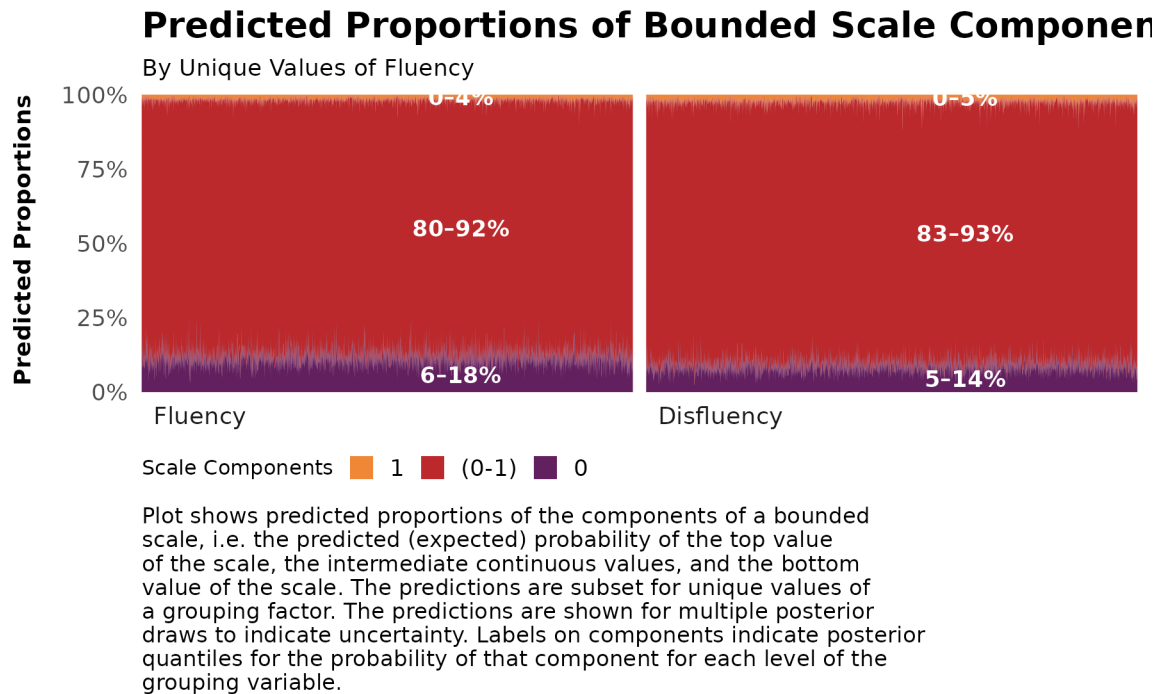 Predicted Proportions of Bounded Scale Componen
By Unique Values of Fluency
Predicted Proportions
100%
75%
50%
25%
0%
0–4%
80–92%
6–18%
0–5%
83–93%
5–14%
Fluency
Disfluency
Scale Components 1 (0-1) 0
Plot shows predicted proportions of the components of a bounded
scale, i.e. the predicted (expected) probability of the top value
of the scale, the intermediate continuous values, and the bottom
value of the scale. The predictions are subset for unique values of
a grouping factor. The predictions are shown for multiple posterior
draws to indicate uncertainty. Labels on components indicate posterior
quantiles for the probability of that component for each level of the
grouping variable.